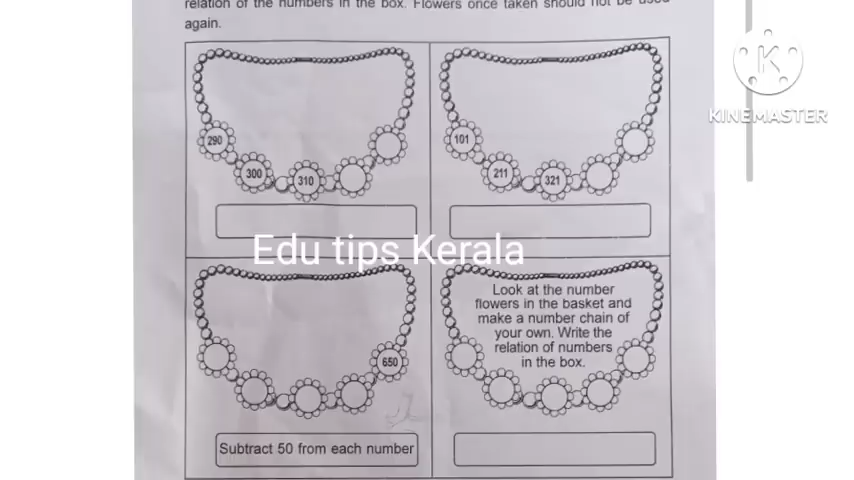 relation of the numbers in the box. Flowers once taken should not be used
again.
290
300
310
101
211
321
Edu tips Kerala
650
Subtract 50 from each number
Look at the number
flowers in the basket and
make a number chain of
your own. Write the
relation of numbers
in the box.
K
KINEMASTER